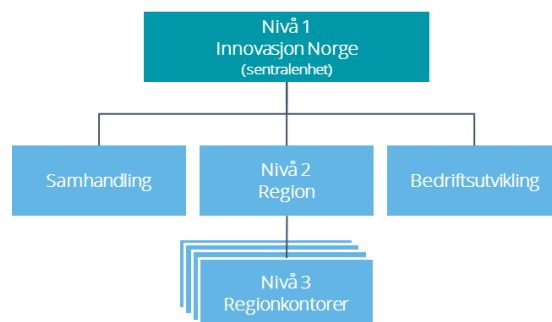 Nivå 1
Innovasjon Norge
(sentralenhet)
Samhandling
Nivå 2
Region
Bedriftsutvikling
Nivå 3
Regionkontorer